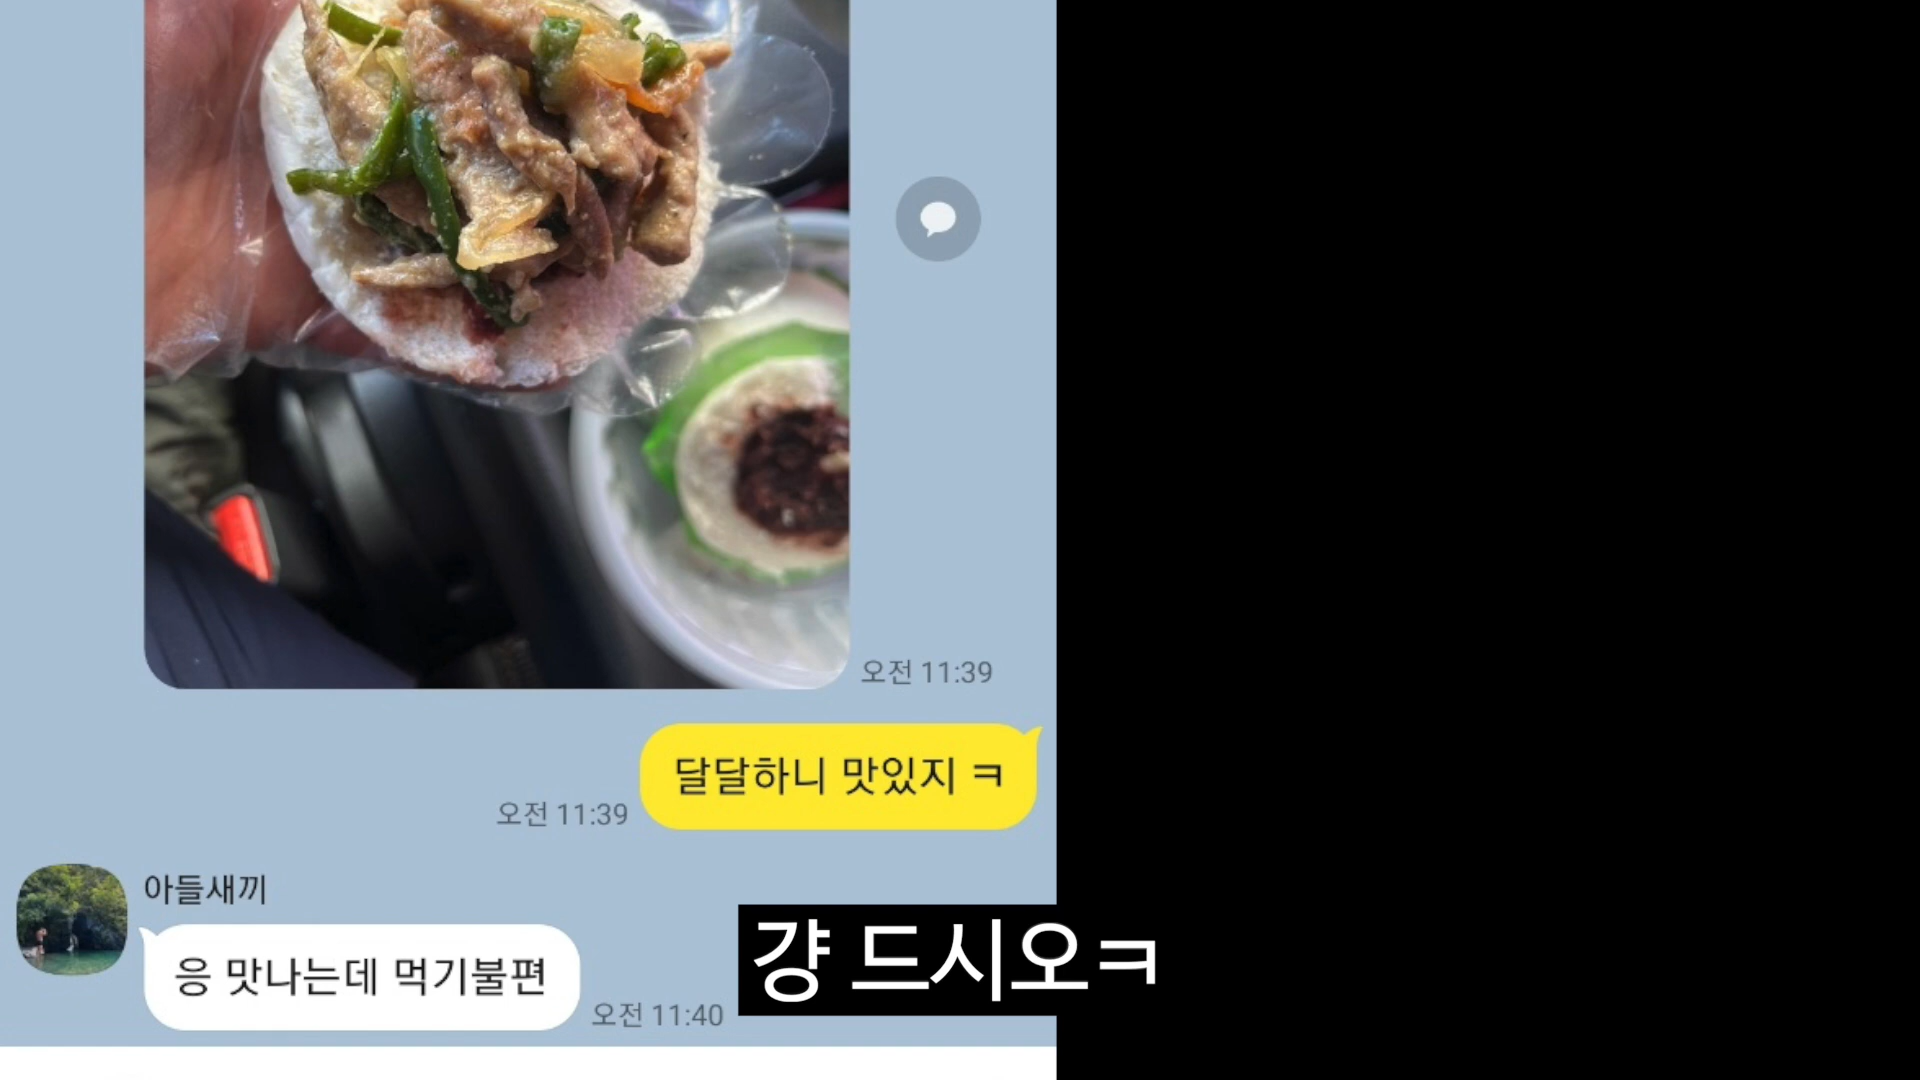 오전 11:39
달달하니 맛있지 ㅋ
오전 11:39
아들새끼
응 맛나는데 먹기불편
오전 11:40
걍 드시오ㅋ